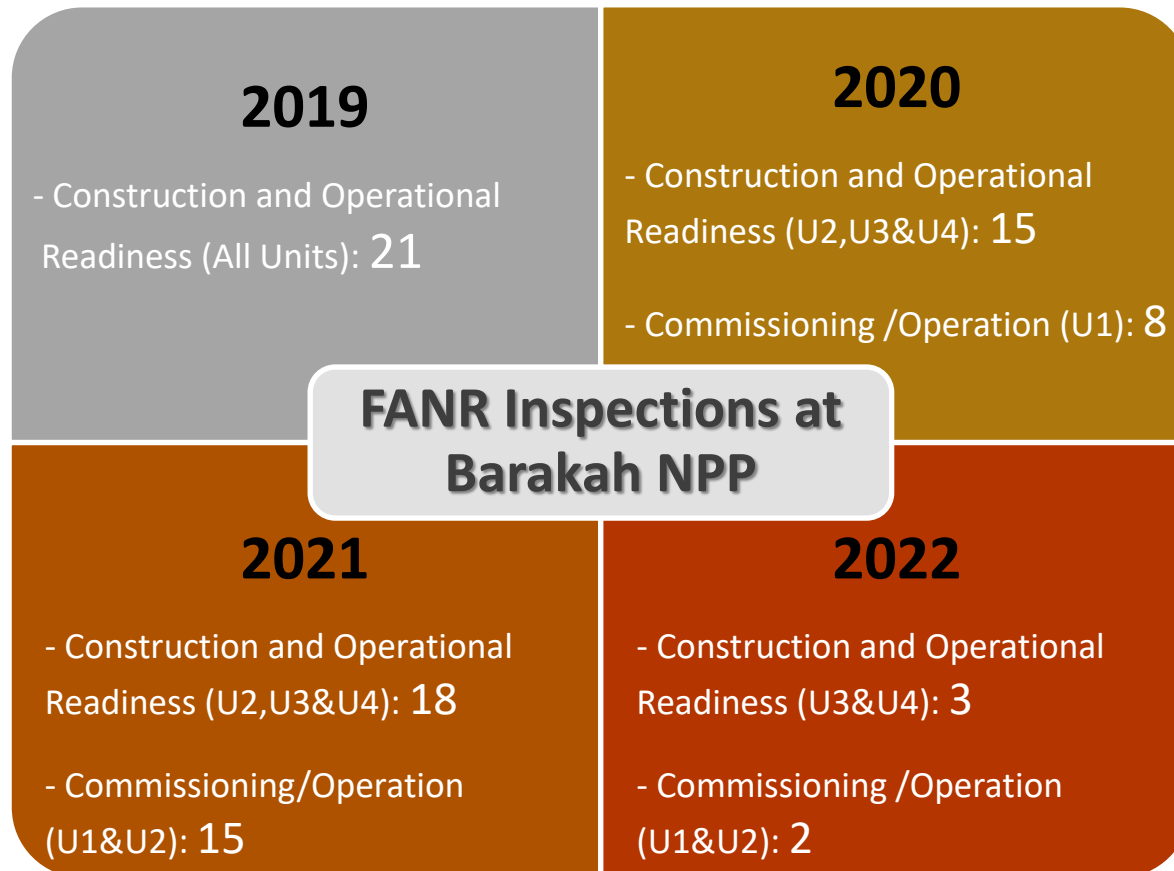 2019
- Construction and Operational
Readiness (All Units): 21
2020
- Construction and Operational
Readiness (U2,U3&U4): 15
- Commissioning /Operation (U1): 8
FANR Inspections at
Barakah NPP
2021
- Construction and Operational
Readiness (U2,U3&U4): 18
- Commissioning/Operation
(U1&U2): 15
2022
- Construction and Operational
Readiness (U3&U4): 3
- Commissioning /Operation
(U1&U2): 2